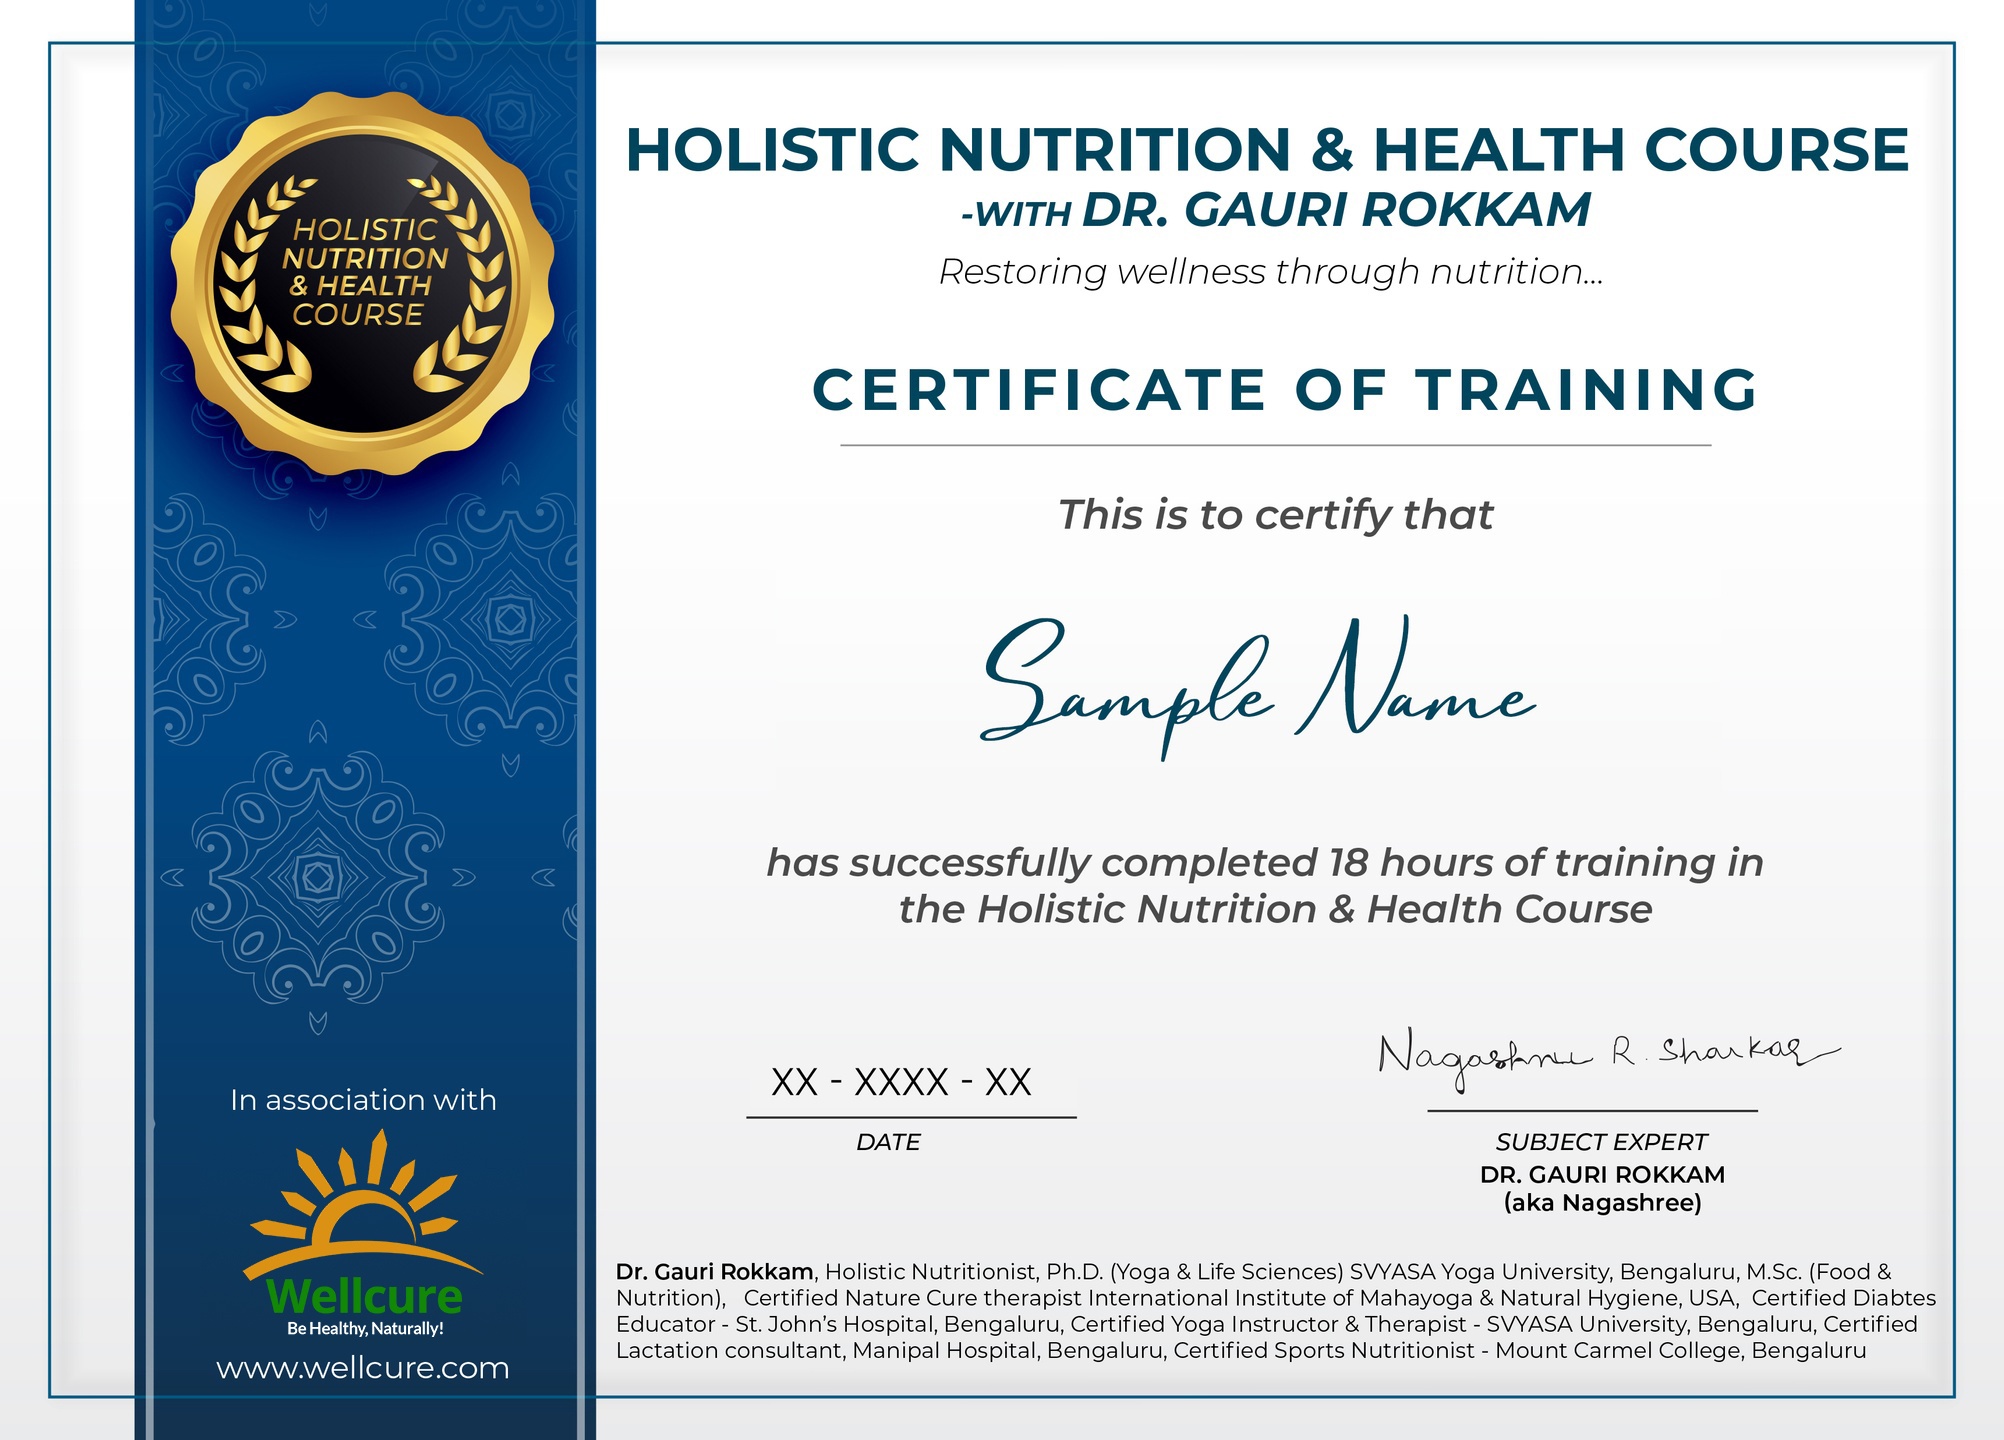 HOLISTIC
NUTRITION
& HEALTH
COURSE
In association with
Wellcure
Be Healthy, Naturally!
www.wellcure.com
HOLISTIC NUTRITION & HEALTH COURSE
-WITH DR. GAURI ROKKAM
Restoring wellness through nutrition...
CERTIFICATE OF TRAINING
This is to certify that
Sample Name
has successfully completed 18 hours of training in
the Holistic Nutrition & Health Course
XX - XXXX - XX
DATE
Nagashree R. Shankar
SUBJECT EXPERT
DR. GAURI ROKKAM
(aka Nagashree)
Dr. Gauri Rokkam, Holistic Nutritionist, Ph.D. (Yoga & Life Sciences) SVYASA Yoga University, Bengaluru, M.Sc. (Food &
Nutrition), Certified Nature Cure therapist International Institute of Mahayoga & Natural Hygiene, USA, Certified Diabtes
Educator - St. John's Hospital, Bengaluru, Certified Yoga Instructor & Therapist - SVYASA University, Bengaluru, Certified
Lactation consultant, Manipal Hospital, Bengaluru, Certified Sports Nutritionist - Mount Carmel College, Bengaluru